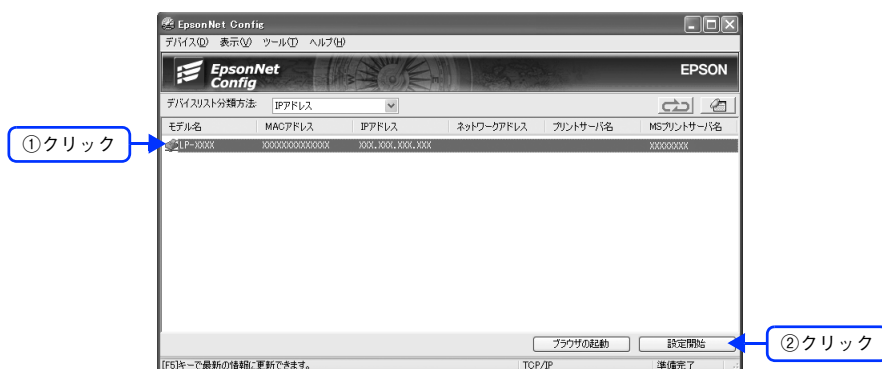 EpsonNet Config
デバイス(D) 表示(V) ツール(T) ヘルプ(H)
EpsonNet
Config
EPSON
デバイスリスト分類方法: IPアドレス
モデル名 MACアドレス IPアドレス ネットワークアドレス プリントサーバ名 MSプリントサーバ名
①クリック
LP-XXXX XXXXXXXXXXXXX XXX.XXX.XXX.XXX XXXXXXXX
ブラウザの起動 設定開始
②クリック
[F5]キーで最新の情報に更新できます。 TCP/IP 準備完了